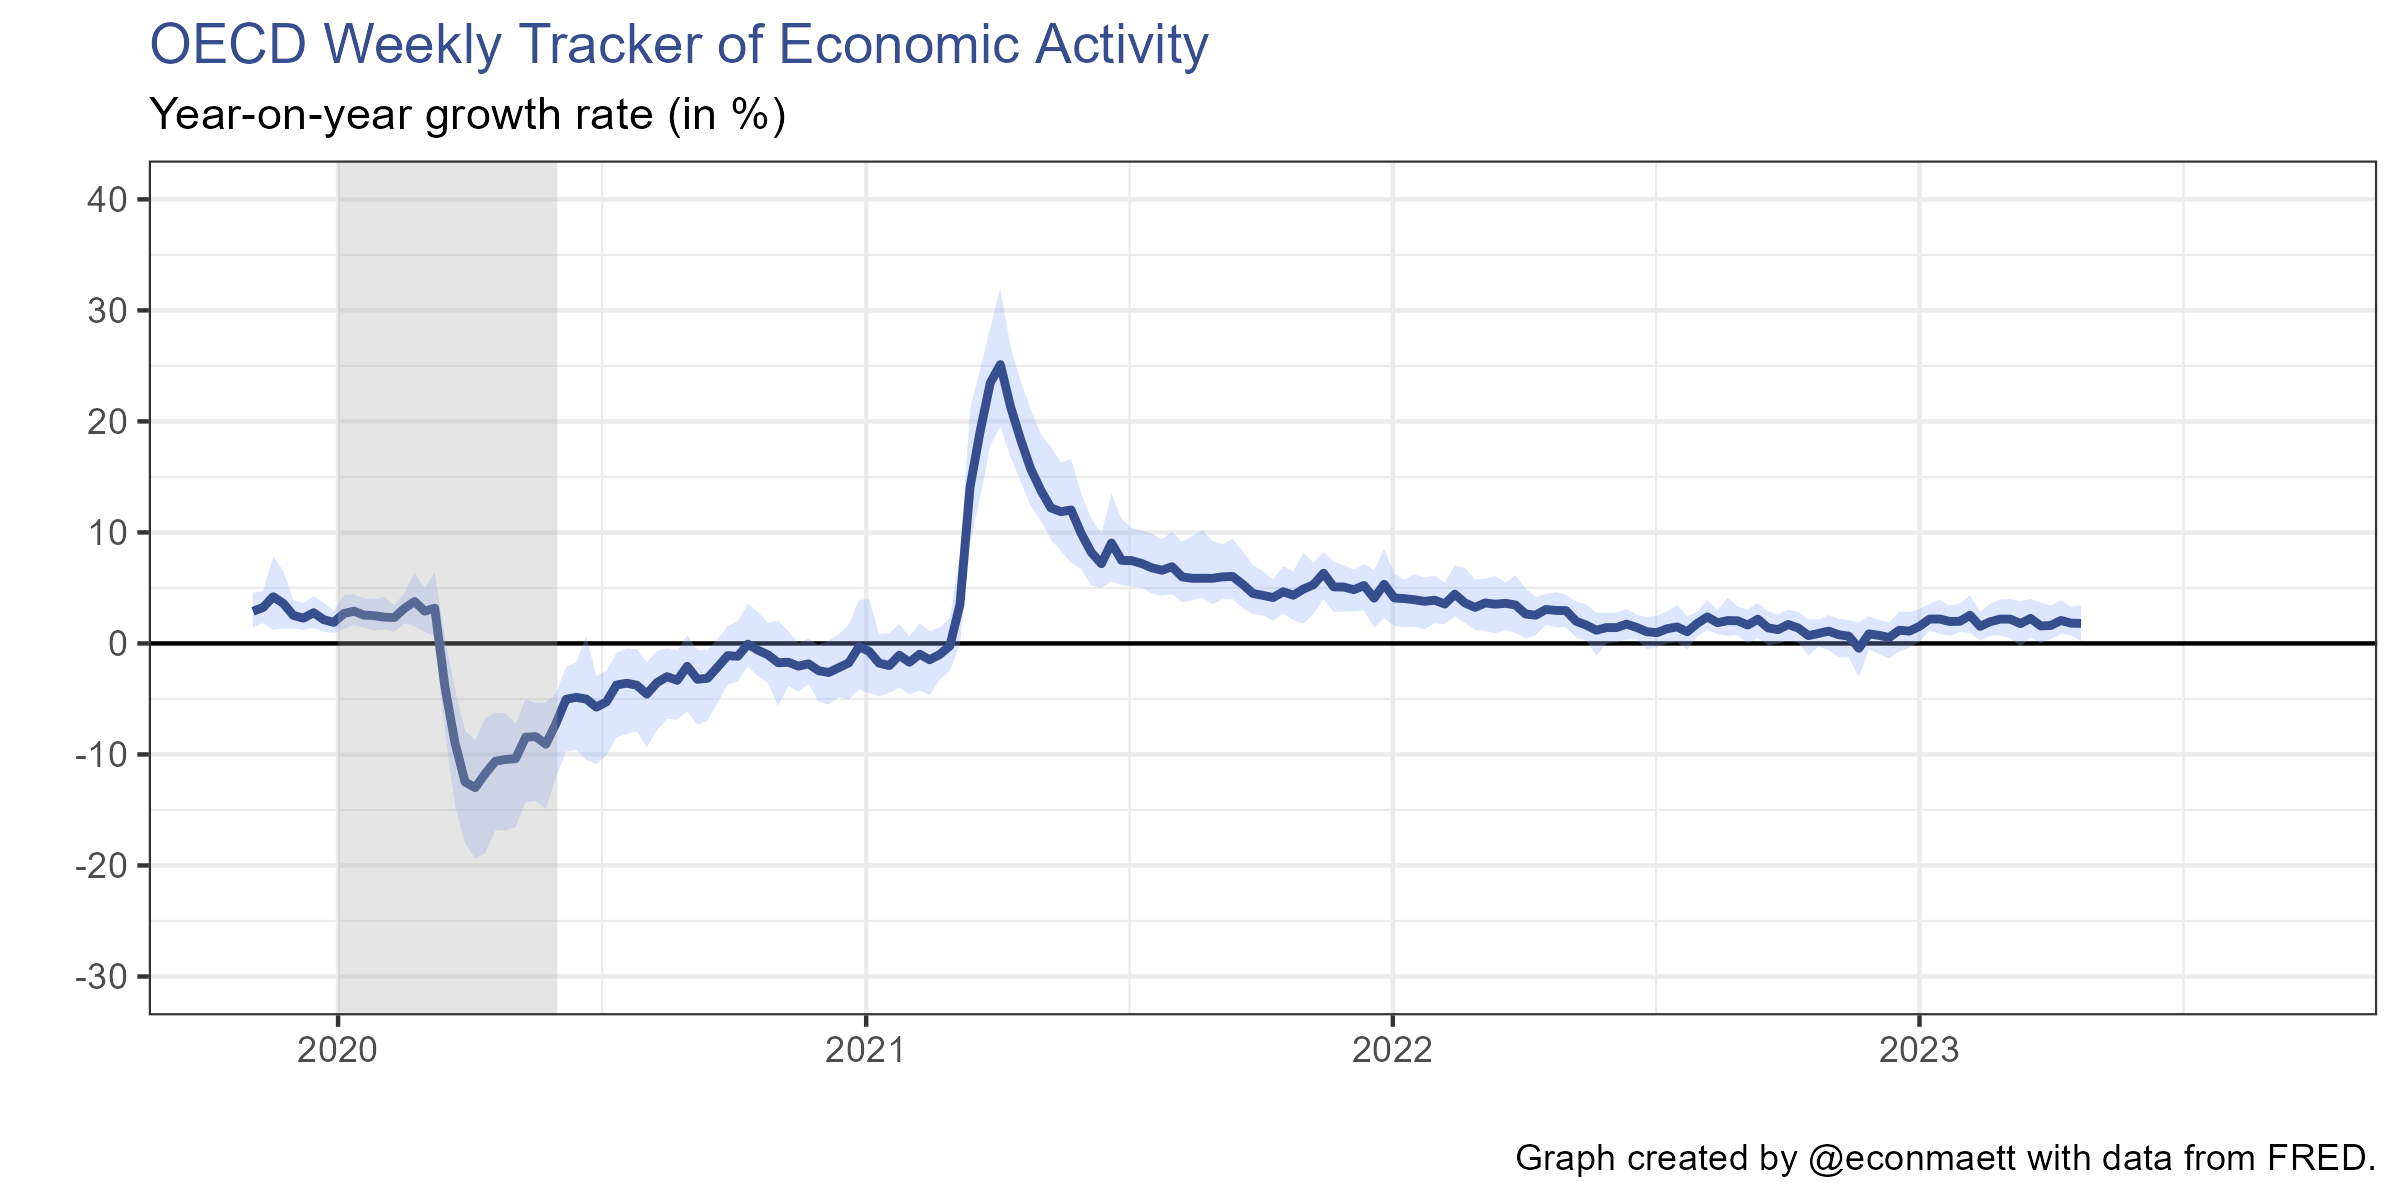 OECD Weekly Tracker of Economic Activity
Year-on-year growth rate (in %)
40
30
20
10
0
-10
-20
-30
2020 2021 2022 2023
Graph created by @econmaett with data from FRED.